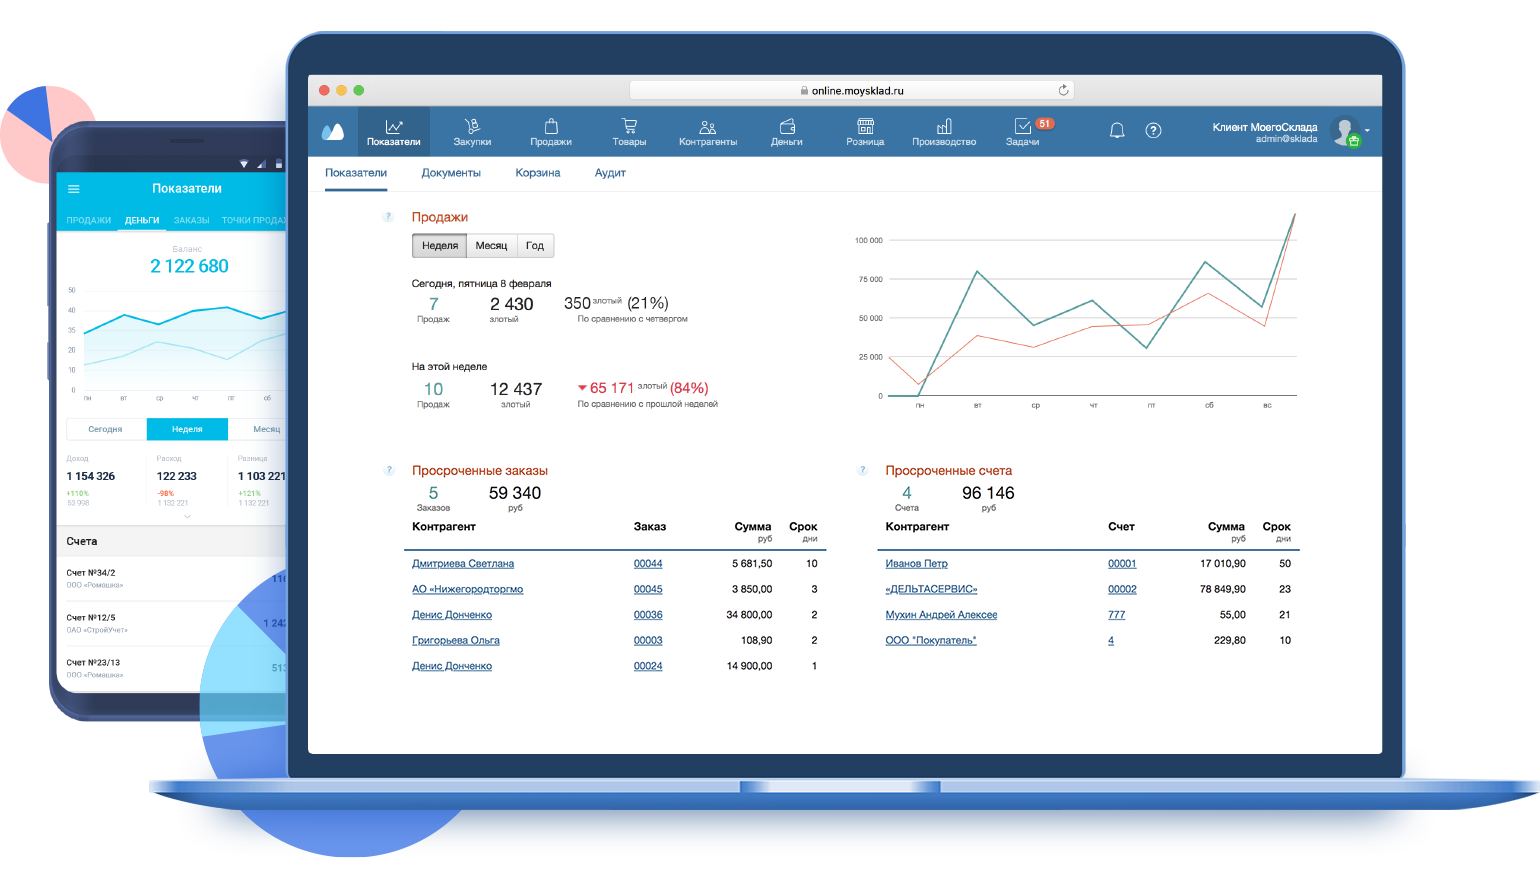 online.moysklad.ru
Показатели
Закупки
Продажи
Товары
Контрагенты
Деньги
Розница
Производство
Задачи
51
?
Клиент МоегоСклада
admin@sklada
Показатели
Документы
Корзина
Аудит
?
Продажи
Неделя
Месяц
Год
Сегодня, пятница 8 февраля
7
2 430
350 злотый (21%)
Продаж
злотый
По сравнению с четвергом
На этой неделе
10
12 437
65 171 злотый (84%)
Продаж
злотый
По сравнению с прошлой неделей
100 000
75 000
50 000
25 000
0
пн
вт
ср
чт
пт
сб
вс
?
Просроченные заказы
5
59 340
Заказов
руб
Контрагент Заказ Сумма Срок
руб дни
Дмитриева Светлана 00044 5 681,50 10
АО «Нижегородторгмо 00045 3 850,00 3
Денис Донченко 00036 34 800,00 2
Григорьева Ольга 00003 108,90 2
Денис Донченко 00024 14 900,00 1
?
Просроченные счета
4
96 146
Счета
руб
Контрагент Счет Сумма Срок
руб дни
Иванов Петр 00001 17 010,90 50
«ДЕЛЬТАСЕРВИС» 00002 78 849,90 23
Мухин Андрей Алексее 777 55,00 21
ООО "Покупатель" 4 229,80 10
Показатели
ПРОДАЖИ
ДЕНЬГИ
ЗАКАЗЫ
ТОЧКИ ПРОДАЖ
Баланс
2 122 680
50
40
35
20
10
0
пн
вт
ср
чт
пт
сб
Сегодня
Неделя
Месяц
Доход Расход Разница
1 154 326 122 233 1 103 221
+110% -98% +121%
53 998 1 132 221 1 132 221
Счета
Счет №34/2
ООО «Ромашка»
116
Счет №12/5
ОАО «СтройУчет»
1 242
Счет №23/13
ООО «Ромашка»
513